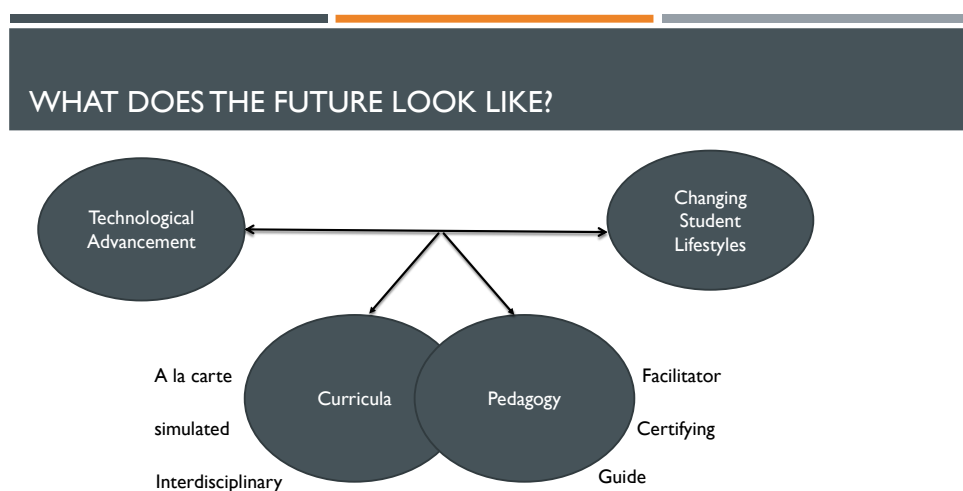 WHAT DOES THE FUTURE LOOK LIKE?
Technological
Advancement
Changing
Student
Lifestyles
A la carte
simulated
Interdisciplinary
Curricula
Pedagogy
Facilitator
Certifying
Guide